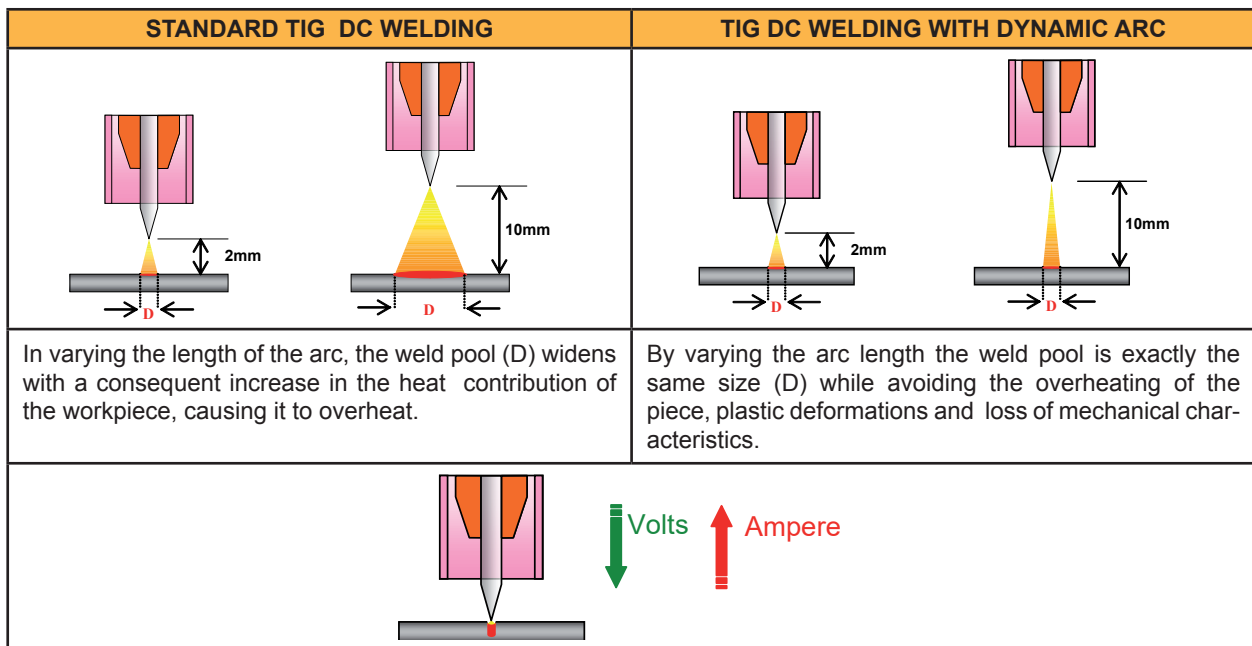 STANDARD TIG DC WELDING
TIG DC WELDING WITH DYNAMIC ARC
2mm
D
10mm
D
2mm
D
10mm
D
In varying the length of the arc, the weld pool (D) widens
with a consequent increase in the heat contribution of
the workpiece, causing it to overheat.
By varying the arc length the weld pool is exactly the
same size (D) while avoiding the overheating of the
piece, plastic deformations and loss of mechanical char-
acteristics.
Volts
Ampere